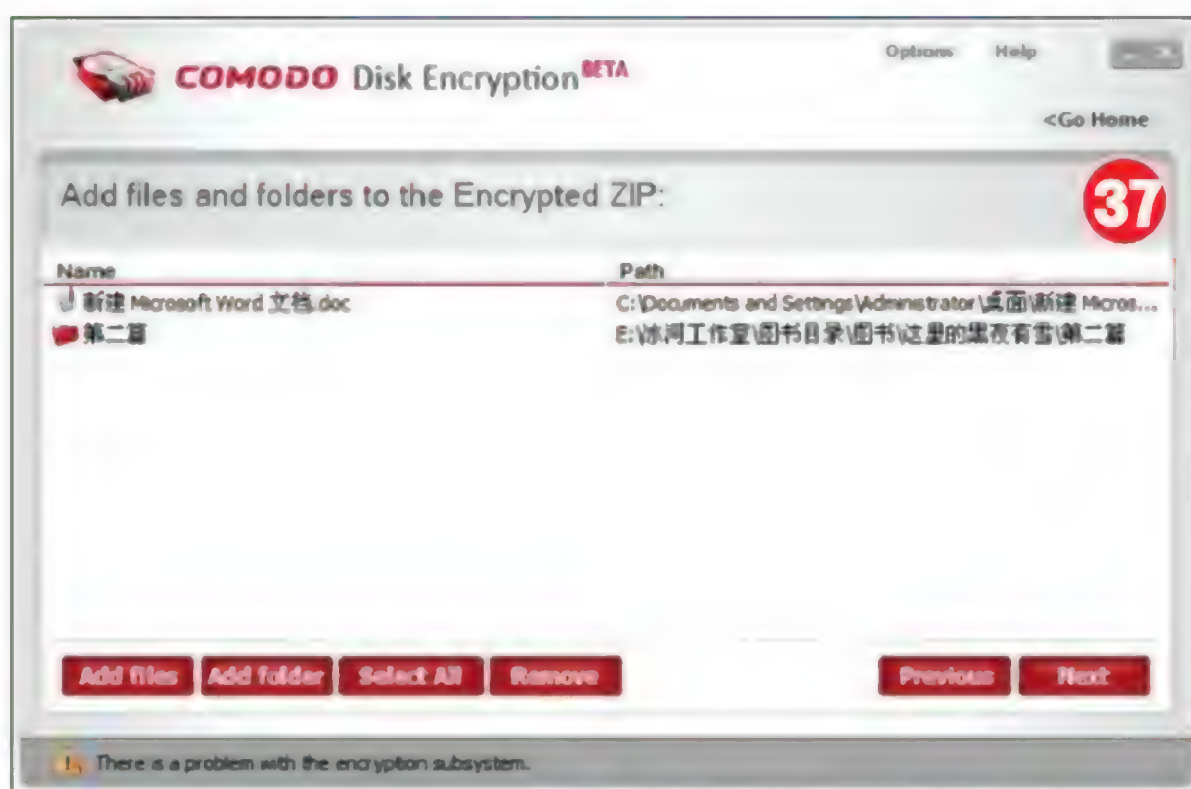 COMODO Disk Encryption BETA
Options Help
<Go Home
Add files and folders to the Encrypted ZIP:
37
Name Path
新建 Microsoft Word 文档.doc C:\Documents and Settings\Administrator\桌面\新建 Micros...
第二篇 E:\冰河工作室\图书目录\图书\这里的黑夜有雪\第二篇
Add files Add folder Select All Remove Previous Next
There is a problem with the encryption subsystem.